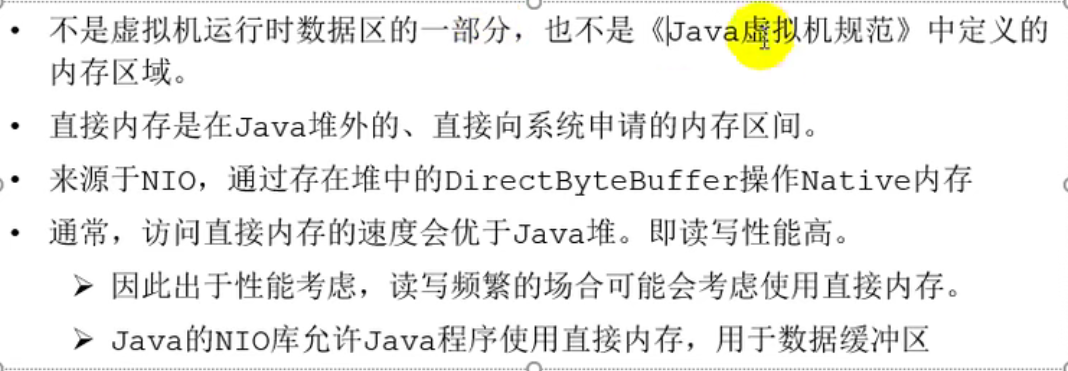 • 不是虚拟机运行时数据区的一部分，也不是《Java虚拟机规范》中定义的
内存区域。
• 直接内存是在Java堆外的、直接向系统申请的内存区间。
• 来源于NIO，通过存在堆中的DirectByteBuffer操作Native内存
• 通常，访问直接内存的速度会优于Java堆。即读写性能高。
➢ 因此出于性能考虑，读写频繁的场合可能会考虑使用直接内存。
➢ Java的NIO库允许Java程序使用直接内存，用于数据缓冲区